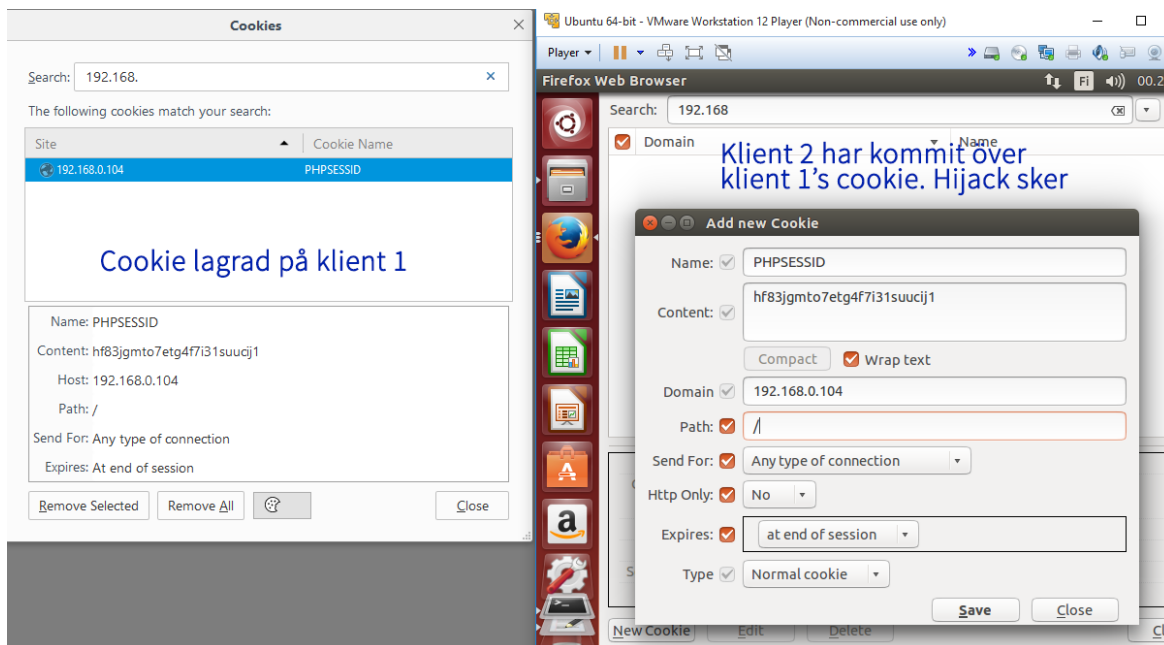 Cookies
Search: 192.168.
The following cookies match your search:
Site Cookie Name
192.168.0.104 PHPSESSID
Cookie lagrad på klient 1
Name: PHPSESSID
Content: hf83jgmto7etg4f7i31suucij1
Host: 192.168.0.104
Path: /
Send For: Any type of connection
Expires: At end of session
Remove Selected Remove All Close
Ubuntu 64-bit - VMware Workstation 12 Player (Non-commercial use only)
Player
Firefox Web Browser Fi 00.2
Search: 192.168
Domain Name
Klient 2 har kommit över
klient 1's cookie. Hijack sker
Add new Cookie
Name: PHPSESSID
Content: hf83jgmto7etg4f7i31suucij1
Compact Wrap text
Domain 192.168.0.104
Path: /
Send For: Any type of connection
Http Only: No
Expires: at end of session
Type Normal cookie
Save Close
New Cookie Edit Delete